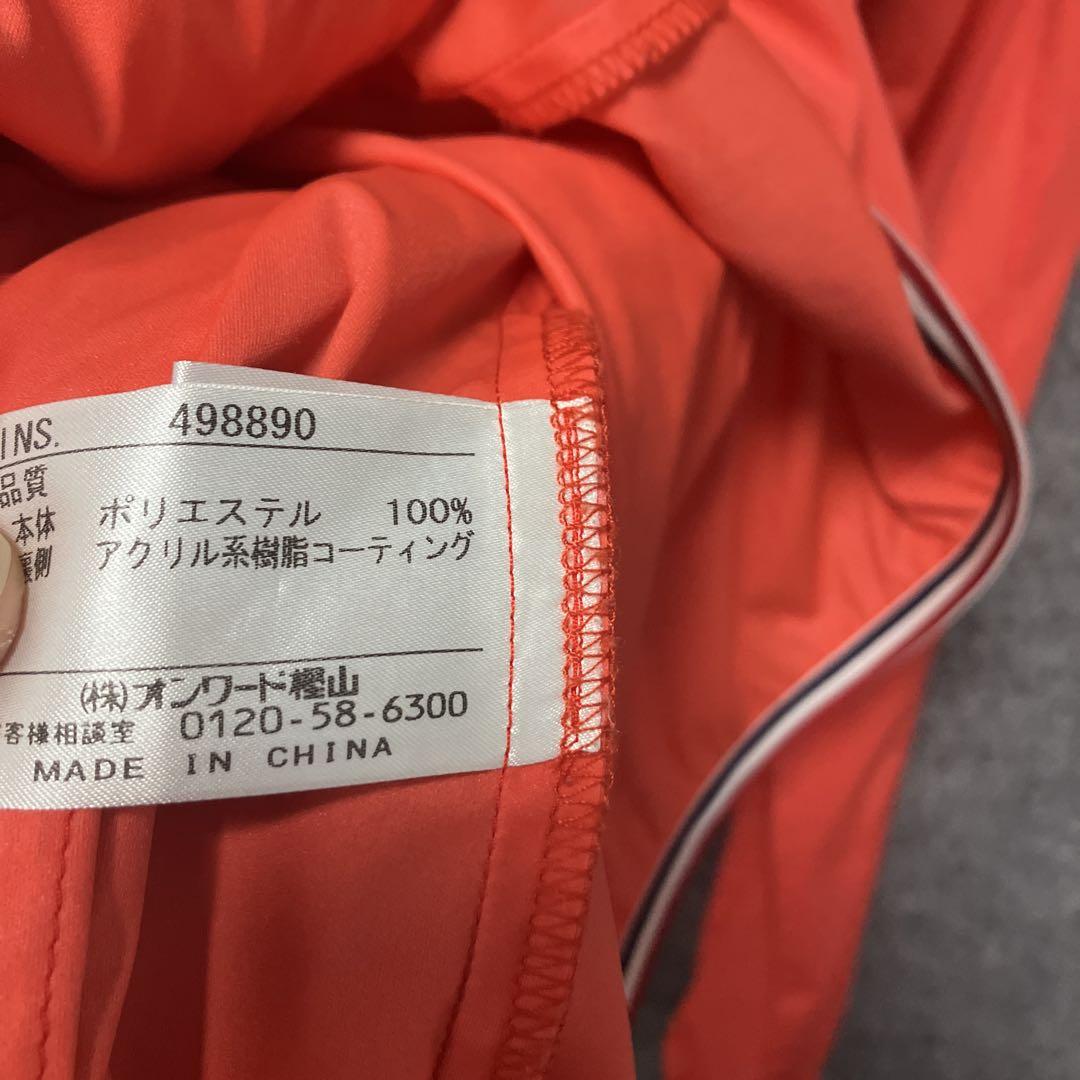 INS. 498890
品質
本体 ポリエステル 100%
裏側 アクリル系樹脂コーティング
(株)オンワード樫山
客様相談室 0120-58-6300
MADE IN CHINA